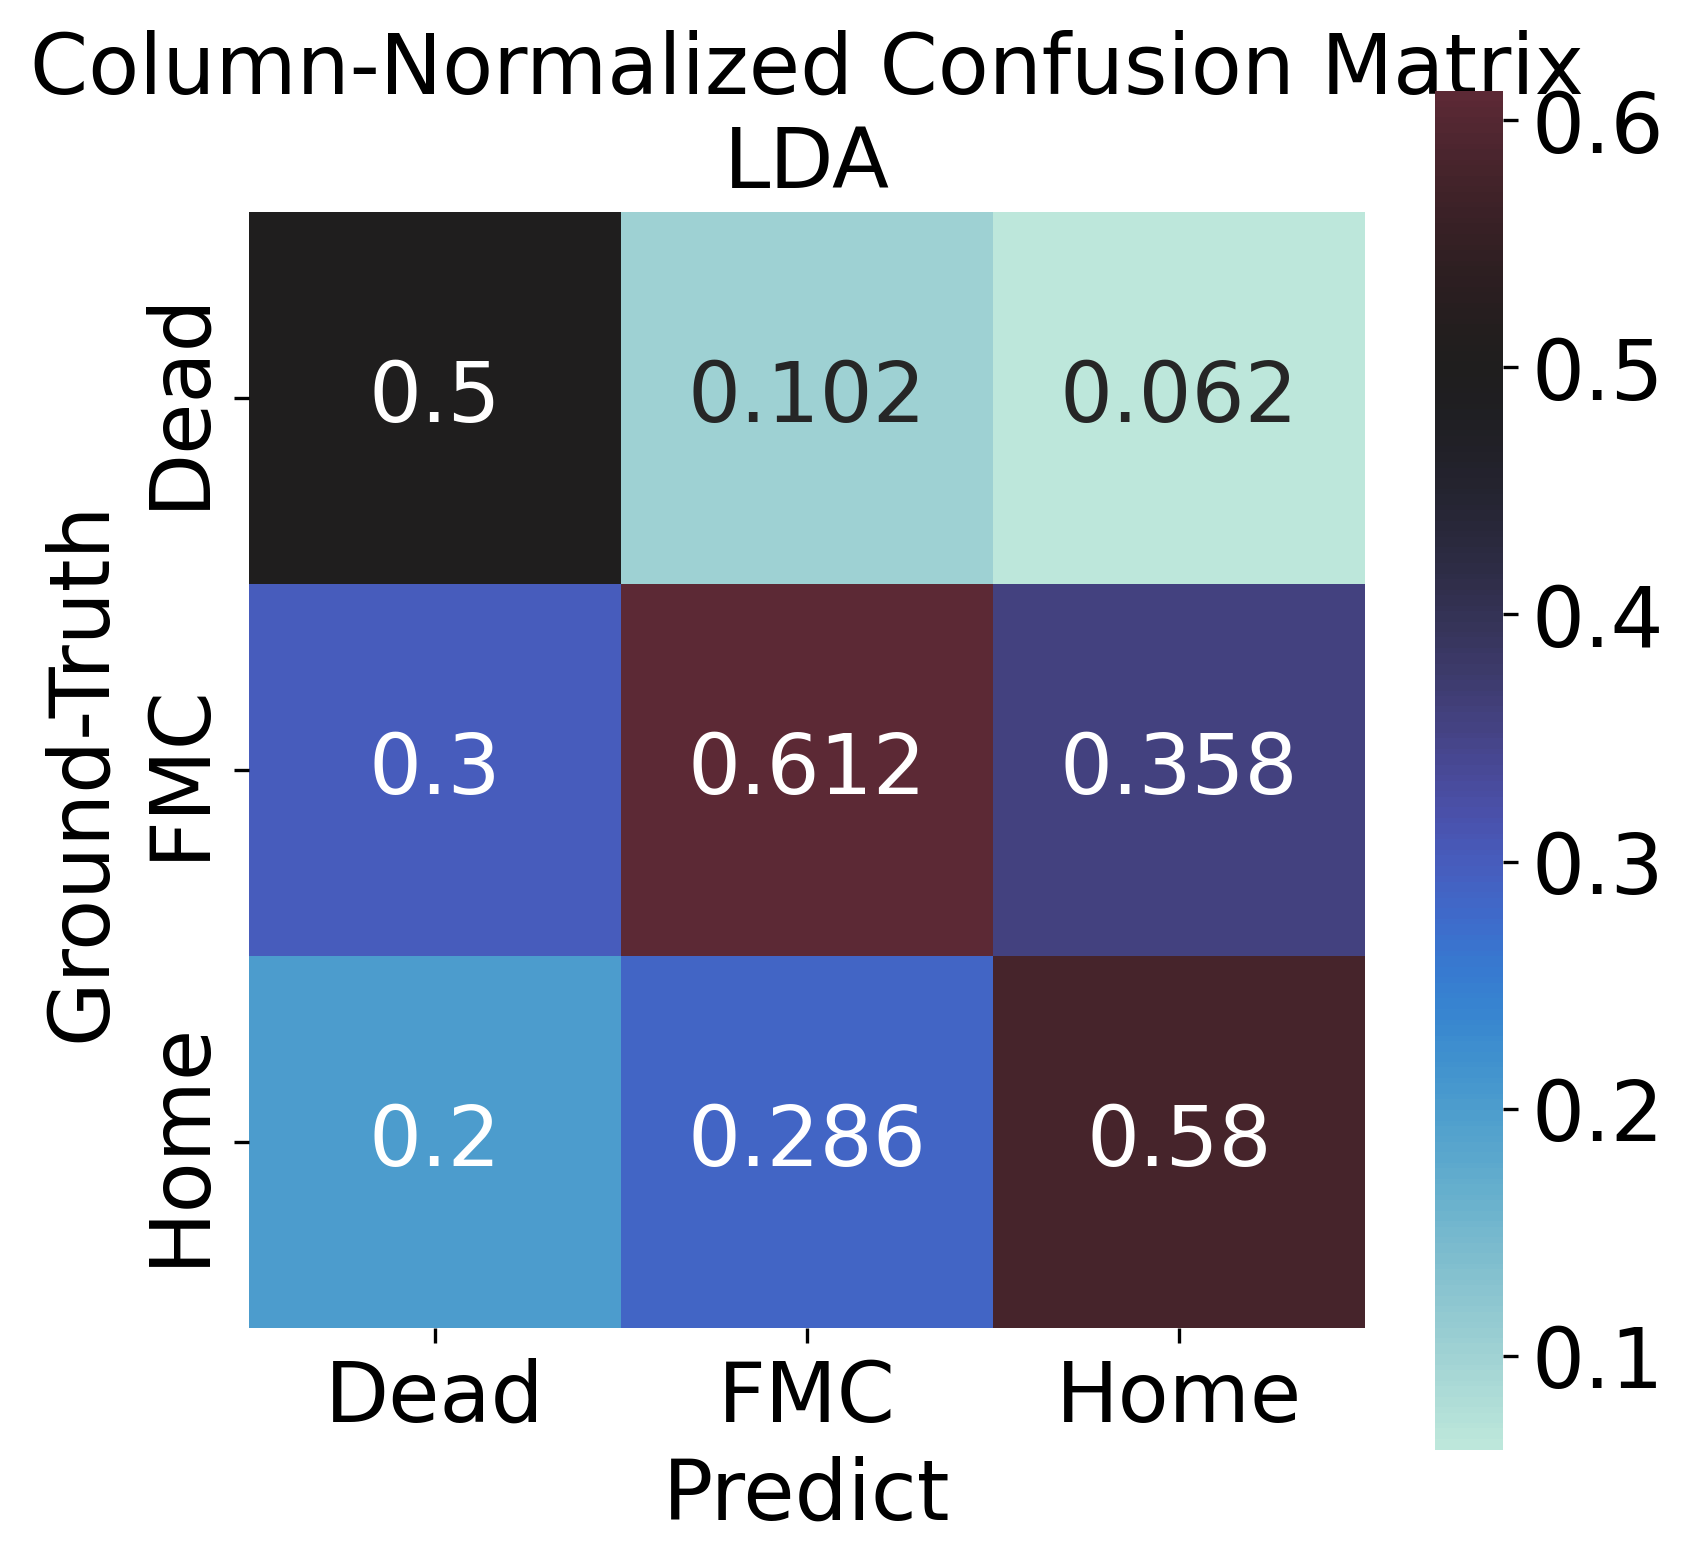 Column-Normalized Confusion Matrix
LDA
Ground-Truth
Dead
0.5 0.102 0.062
FMC
0.3 0.612 0.358
Home
0.2 0.286 0.58
Dead FMC Home
Predict
0.6
0.5
0.4
0.3
0.2
0.1